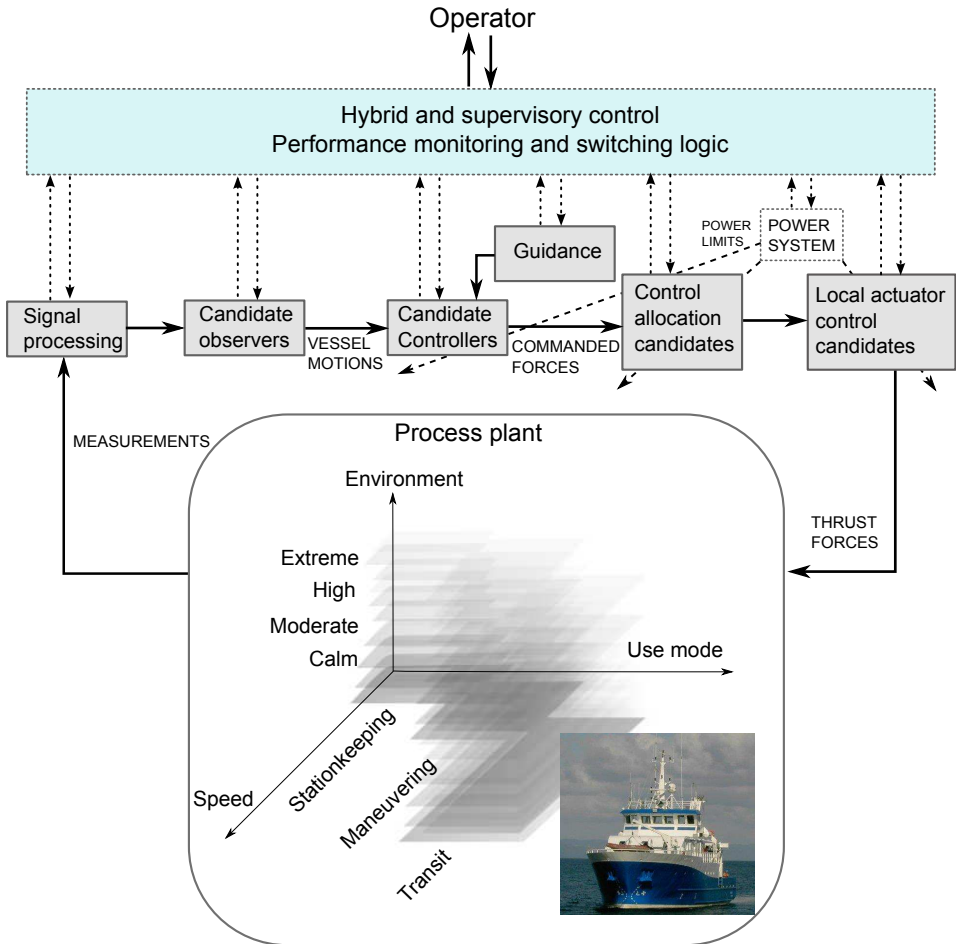 Operator
Hybrid and supervisory control
Performance monitoring and switching logic
POWER
LIMITS
POWER
SYSTEM
Guidance
Signal
processing
Candidate
observers
VESSEL
MOTIONS
Candidate
Controllers
COMMANDED
FORCES
Control
allocation
candidates
Local actuator
control
candidates
MEASUREMENTS
THRUST
FORCES
Process plant
Environment
Extreme
High
Moderate
Calm
Use mode
Speed
Stationkeeping
Maneuvering
Transit